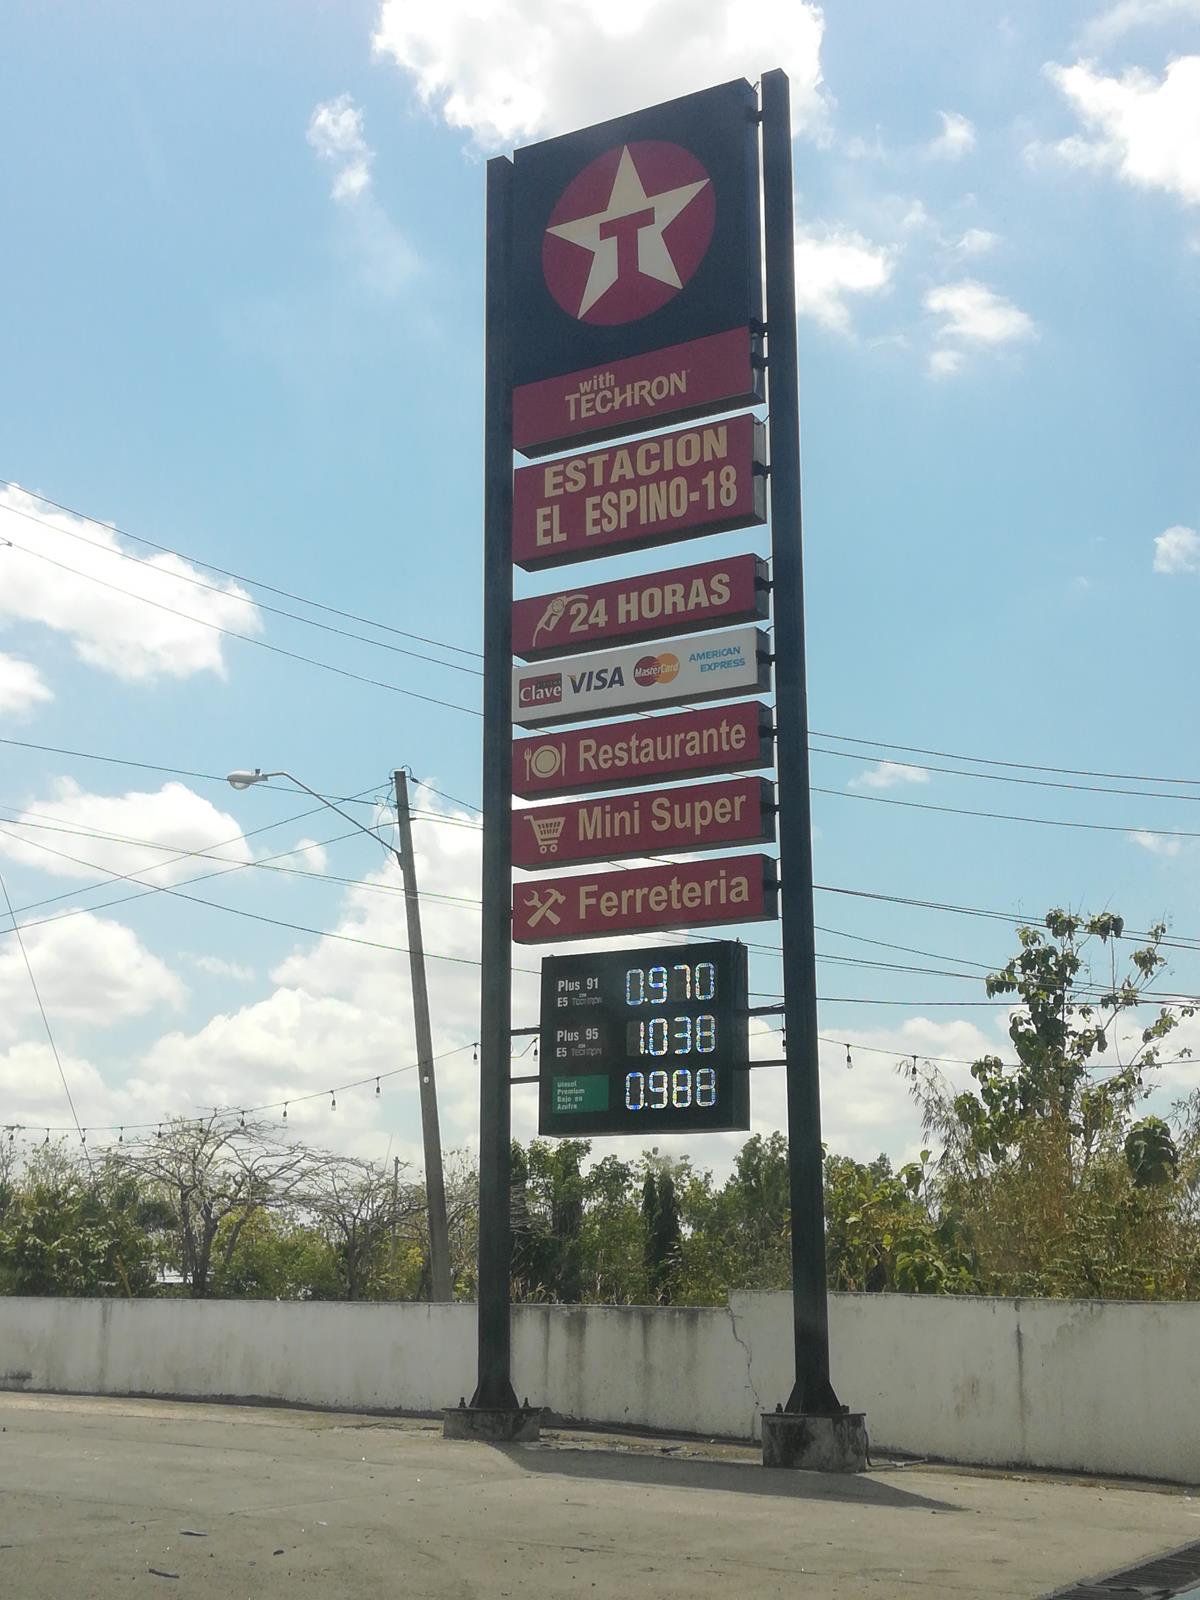 T
with
TECHRON
ESTACION
EL ESPINO-18
24 HORAS
Clave VISA MasterCard AMERICAN EXPRESS
Restaurante
Mini Super
Ferreteria
Plus 91 0.970
E5 TECHRON
Plus 95 1.038
E5 TECHRON
Diesel
Premium
Bajo en
Azufre
0.988